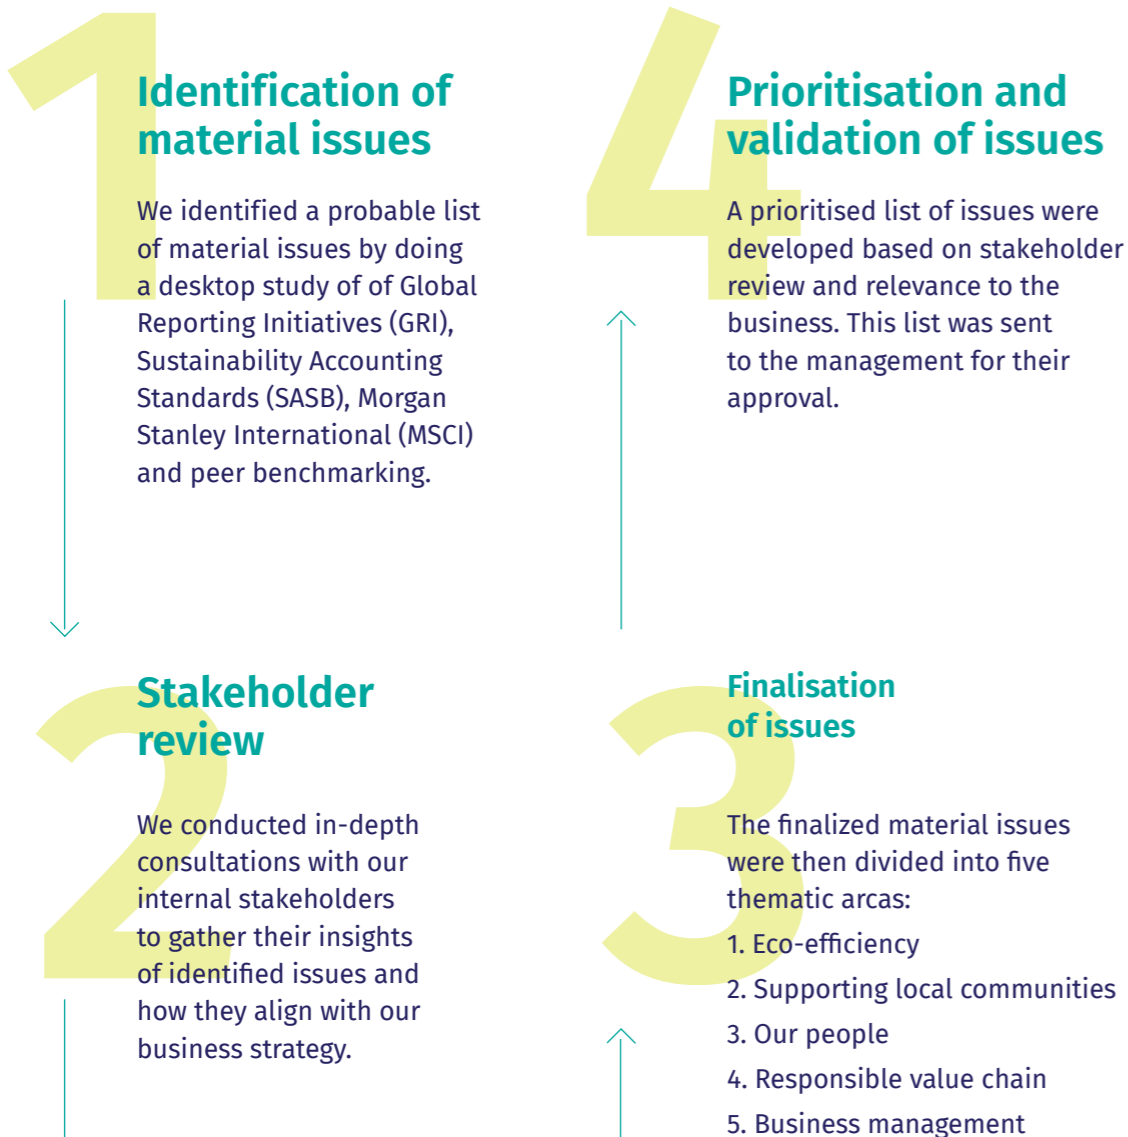 1
Identification of
material issues
We identified a probable list
of material issues by doing
a desktop study of of Global
Reporting Initiatives (GRI),
Sustainability Accounting
Standards (SASB), Morgan
Stanley International (MSCI)
and peer benchmarking.
2
Stakeholder
review
We conducted in-depth
consultations with our
internal stakeholders
to gather their insights
of identified issues and
how they align with our
business strategy.
3
Finalisation
of issues
The finalized material issues
were then divided into five
thematic arcas:
1. Eco-efficiency
2. Supporting local communities
3. Our people
4. Responsible value chain
5. Business management
4
Prioritisation and
validation of issues
A prioritised list of issues were
developed based on stakeholder
review and relevance to the
business. This list was sent
to the management for their
approval.